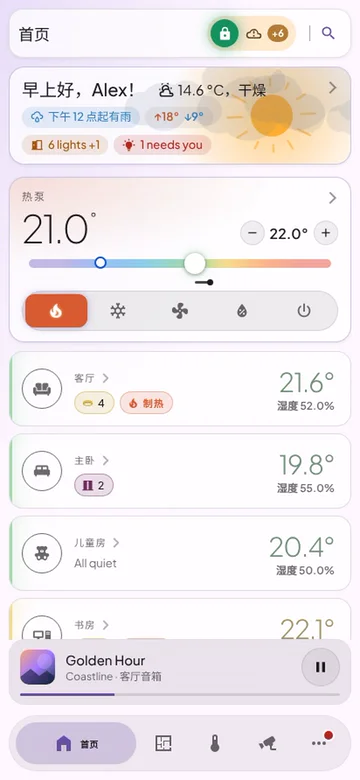 首页
+6
早上好，Alex！
14.6 °C，干燥
下午 12 点起有雨
↑18° ↓9°
6 lights +1
1 needs you
热泵
21.0°
− 22.0° +
客厅
4
制热
21.6°
湿度 52.0%
主卧
2
19.8°
湿度 55.0%
儿童房
All quiet
20.4°
湿度 50.0%
书房
22.1°
Golden Hour
Coastline · 客厅音箱
首页